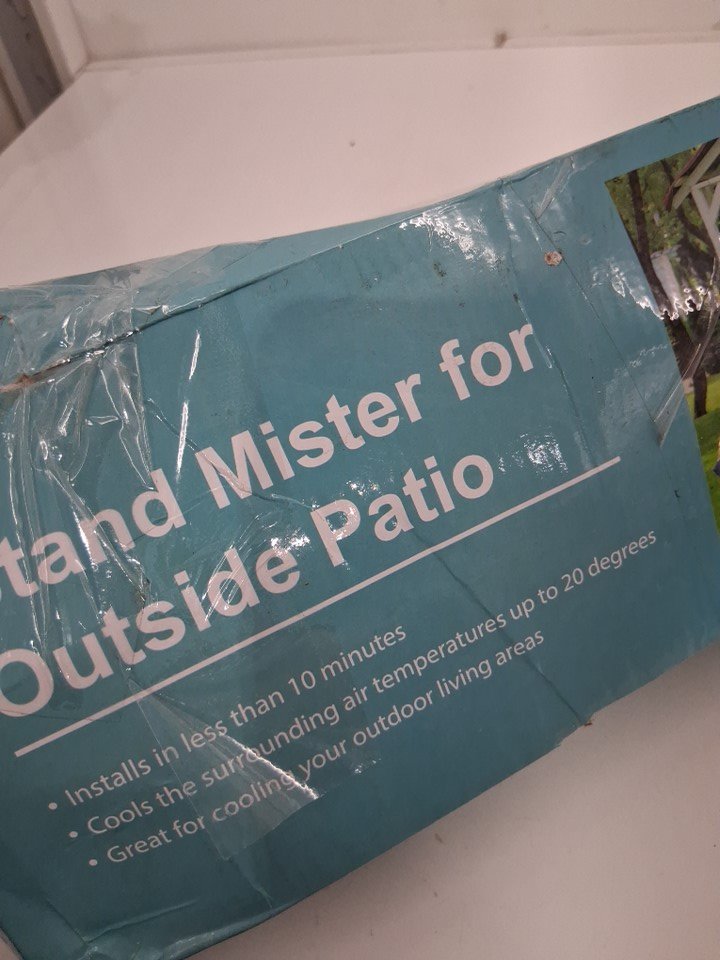 tand Mister for
Outside Patio
• Installs in less than 10 minutes
• Cools the surrounding air temperatures up to 20 degrees
• Great for cooling your outdoor living areas